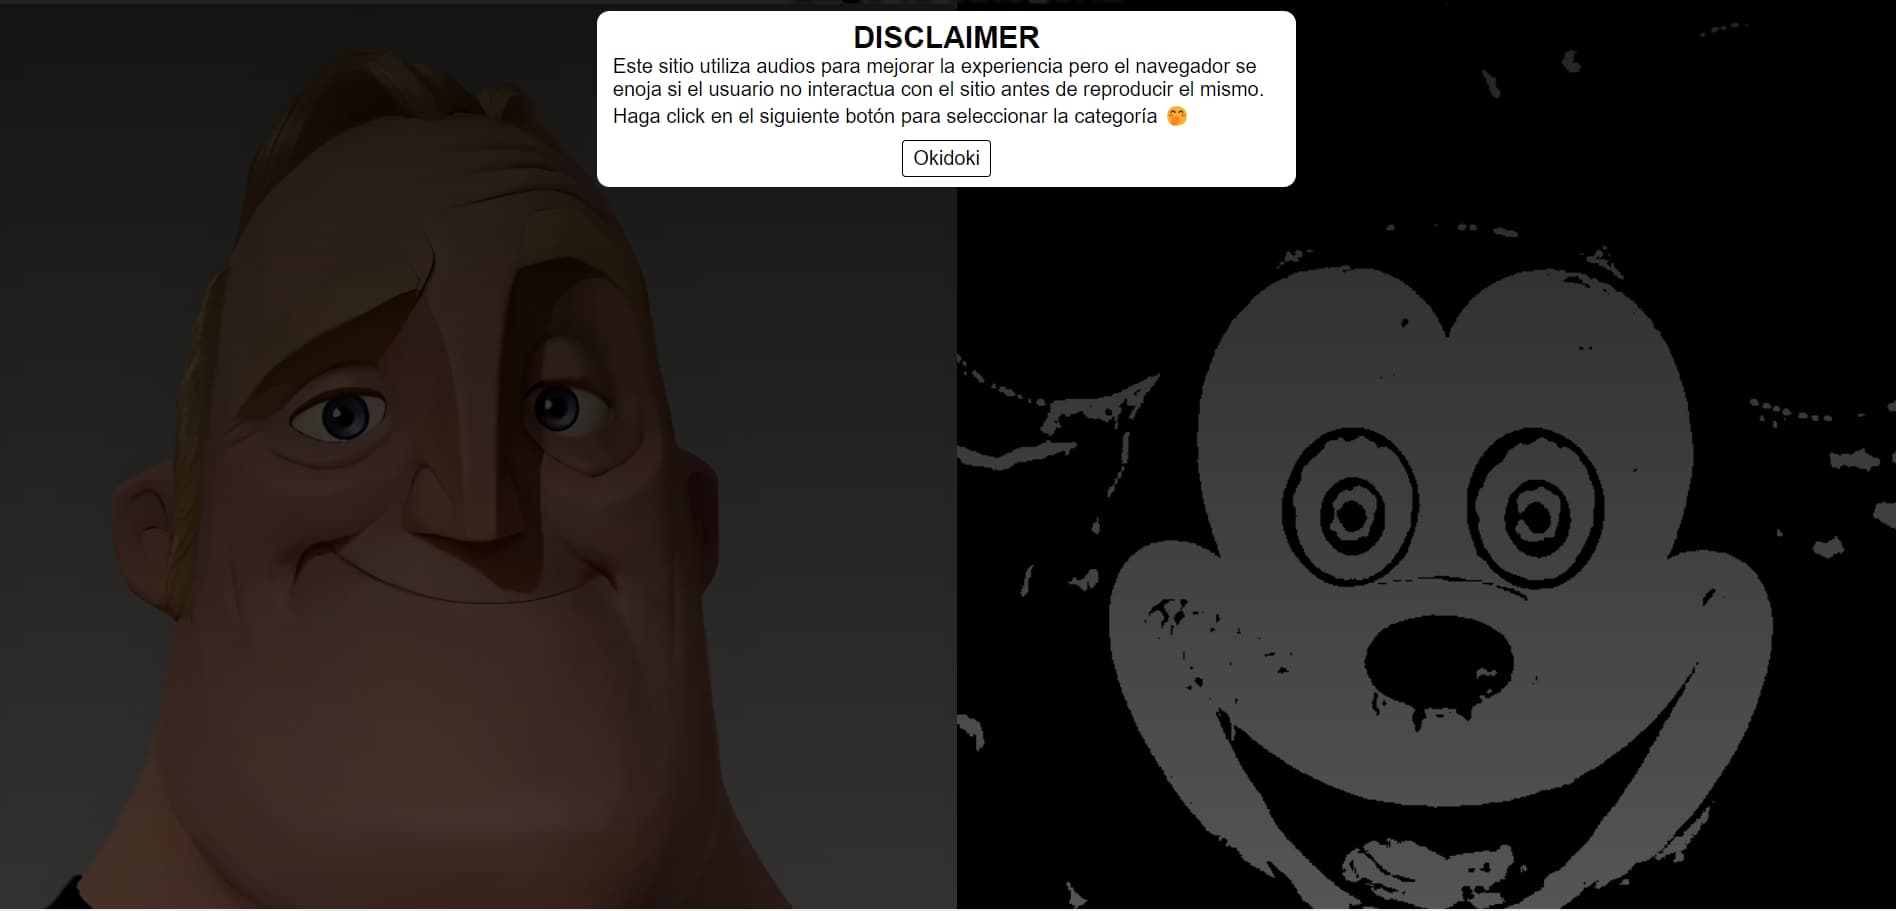 DISCLAIMER
Este sitio utiliza audios para mejorar la experiencia pero el navegador se
enoja si el usuario no interactua con el sitio antes de reproducir el mismo.
Haga click en el siguiente botón para seleccionar la categoría 🤭
Okidoki